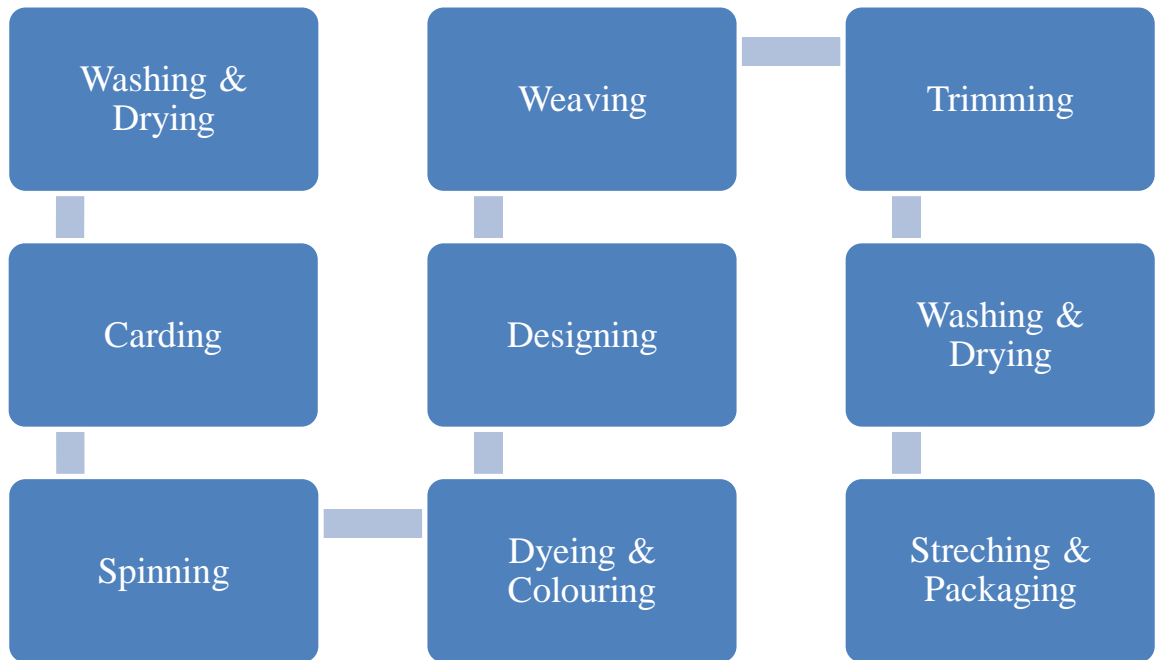 Washing &
Drying
Carding
Spinning
Dyeing &
Colouring
Designing
Weaving
Trimming
Washing &
Drying
Streching &
Packaging